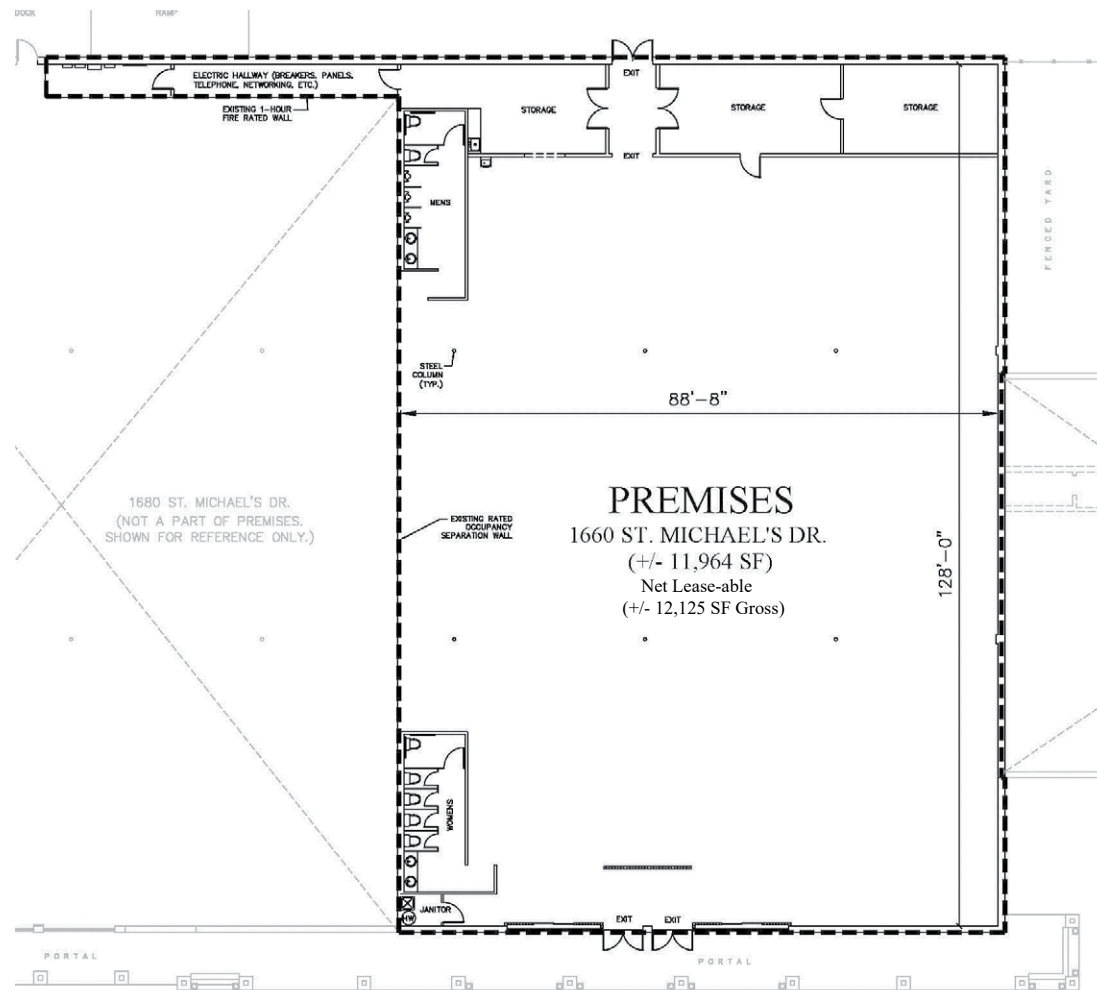 DOCK
RAMP
ELECTRIC HALLWAY (BREAKERS, PANELS,
TELEPHONE, NETWORKING, ETC.)
EXISTING 1-HOUR
FIRE RATED WALL
EXIT
STORAGE
STORAGE
STORAGE
EXIT
MENS
FENCED YARD
STEEL
COLUMN
(TYP.)
88'-8"
1680 ST. MICHAEL'S DR.
(NOT A PART OF PREMISES.
SHOWN FOR REFERENCE ONLY.)
EXISTING RATED
OCCUPANCY
SEPARATION WALL
PREMISES
1660 ST. MICHAEL'S DR.
(+/- 11,964 SF)
Net Lease-able
(+/- 12,125 SF Gross)
128'-0"
WOMENS
JANITOR
HW
EXIT
EXIT
PORTAL
PORTAL